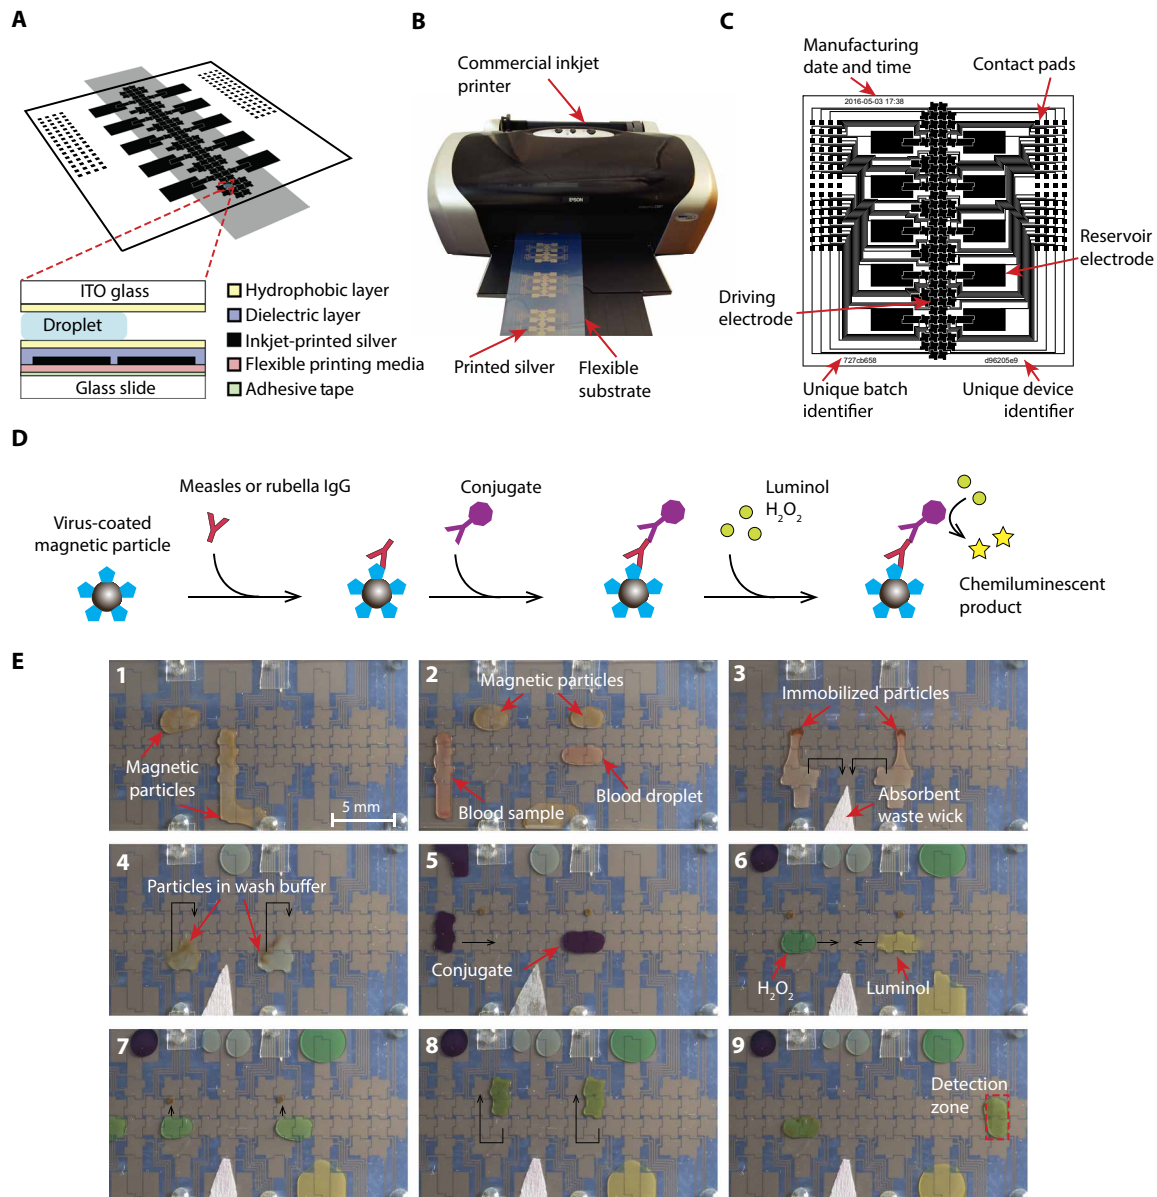 A
B
C
Commercial inkjet
printer
EPSON
Printed silver
Flexible
substrate
Manufacturing
date and time
Contact pads
2016-05-03 17:38
Reservoir
electrode
Driving
electrode
727cb658
d96205e9
Unique batch
identifier
Unique device
identifier
ITO glass
Droplet
Glass slide
Hydrophobic layer
Dielectric layer
Inkjet-printed silver
Flexible printing media
Adhesive tape
D
Virus-coated
magnetic particle
Measles or rubella IgG
Conjugate
Luminol
H₂O₂
Chemiluminescent
product
E
1
Magnetic
particles
5 mm
2
Magnetic particles
Blood sample
Blood droplet
3
Immobilized particles
Absorbent
waste wick
4
Particles in wash buffer
5
Conjugate
6
H₂O₂
Luminol
7
8
9
Detection
zone